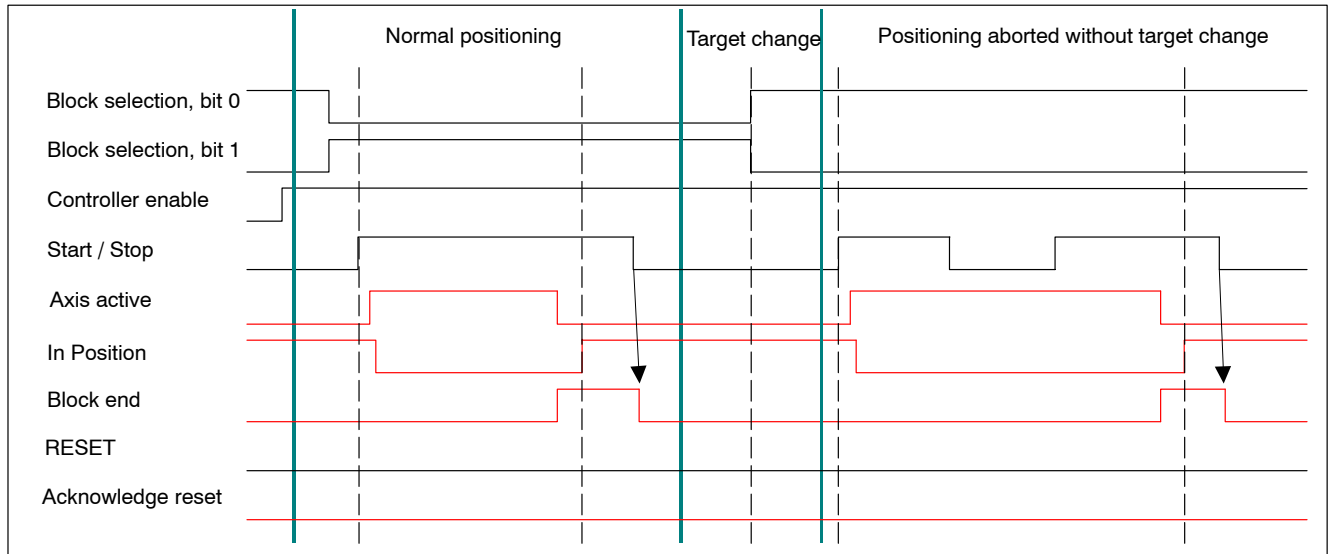 Normal positioning
Target change
Positioning aborted without target change
Block selection, bit 0
Block selection, bit 1
Controller enable
Start / Stop
Axis active
In Position
Block end
RESET
Acknowledge reset